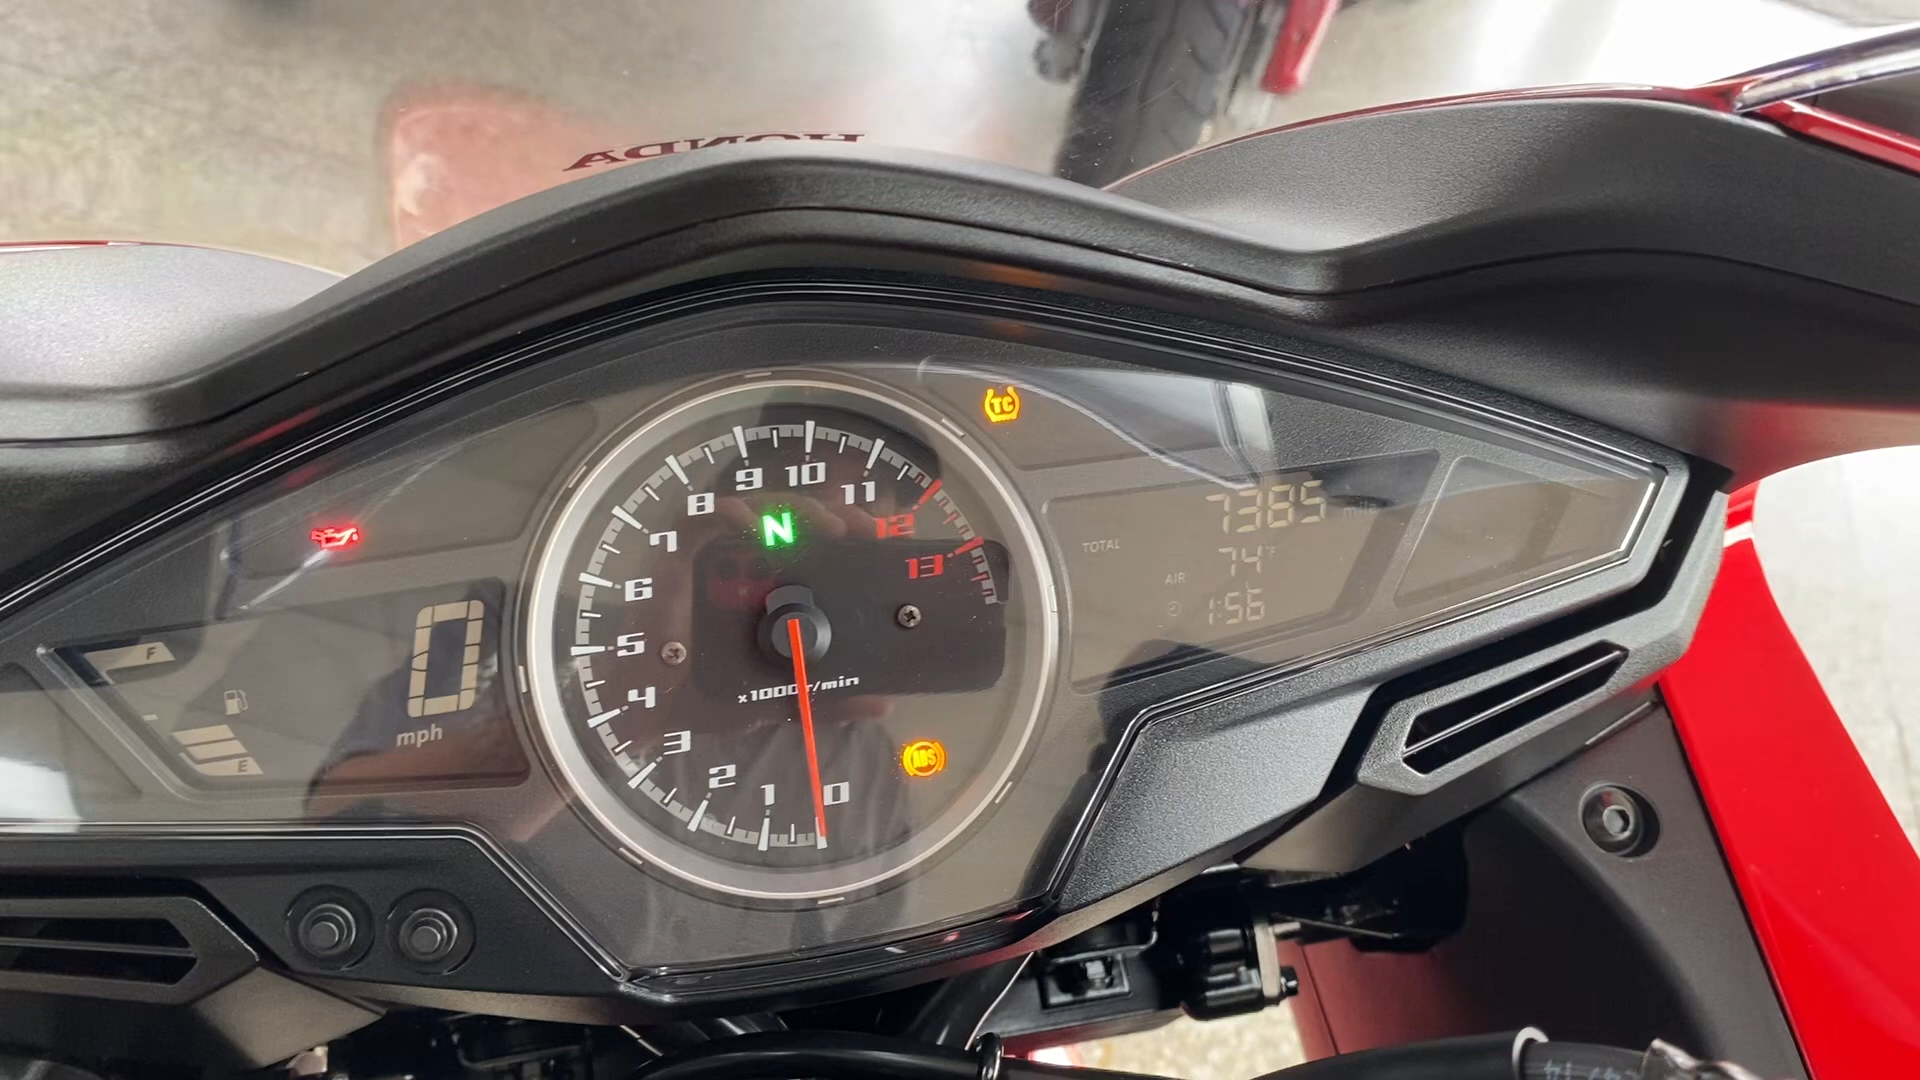 HONDA
TC
9 10
8 11
N 12
7 13
6
5
4
3
2
1 0
x1000r/min
ABS
F
E
0
mph
7385 mile
TOTAL
74°F
AIR
1:56